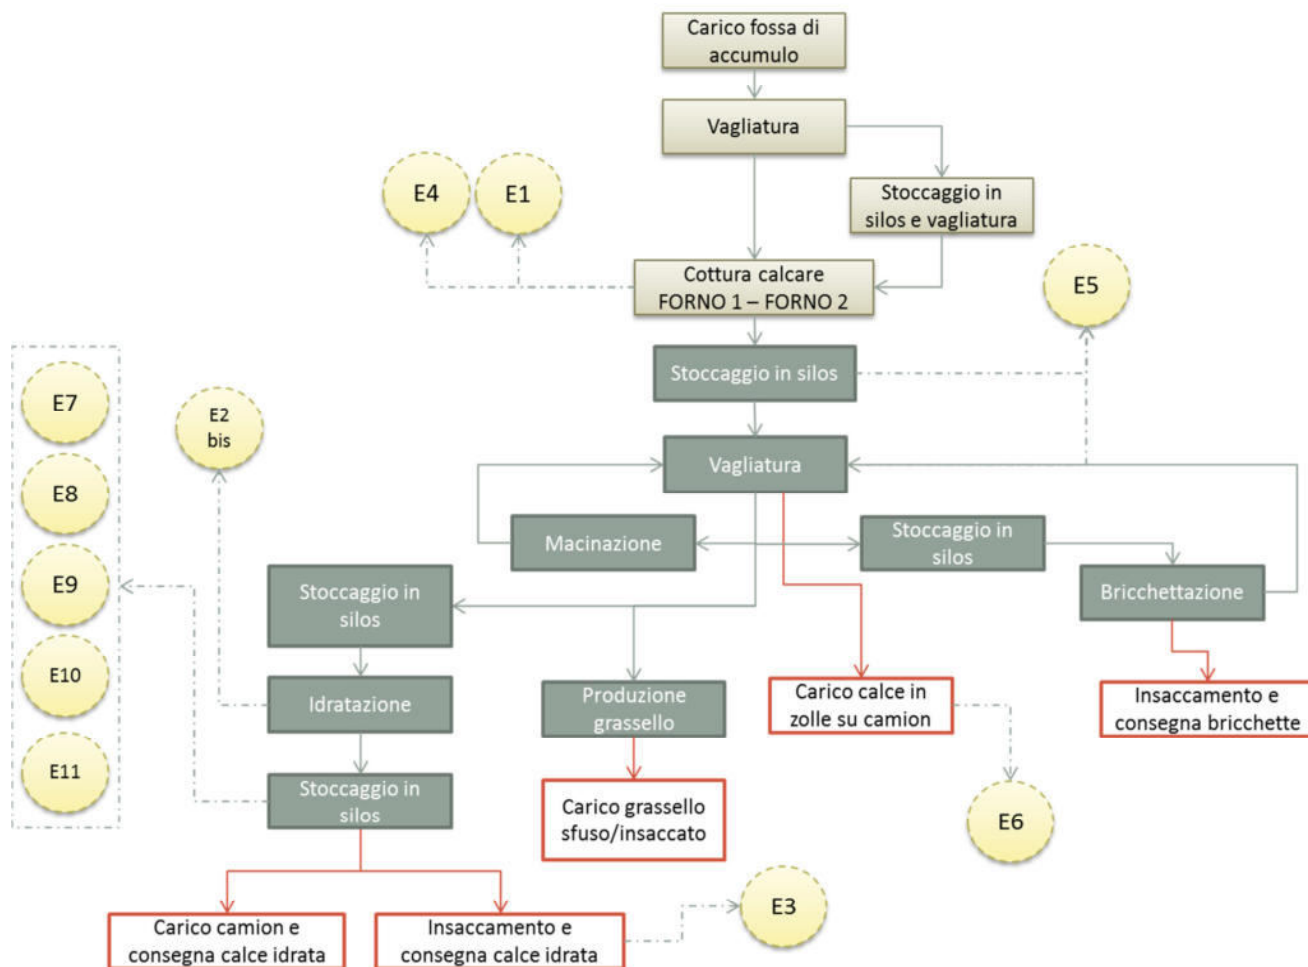 Carico fossa di
accumulo
Vagliatura
E4
E1
Stoccaggio in
silos e vagliatura
Cottura calcare
FORNO 1 – FORNO 2
E5
Stoccaggio in silos
E7
E2
bis
Vagliatura
E8
Macinazione
Stoccaggio in
silos
E9
Stoccaggio in
silos
Bricchettazione
E10
Idratazione
Produzione
grassello
Carico calce in
zolle su camion
Insaccamento e
consegna bricchette
E11
Stoccaggio in
silos
Carico grassello
sfuso/insaccato
E6
E3
Carico camion e
consegna calce idrata
Insaccamento e
consegna calce idrata